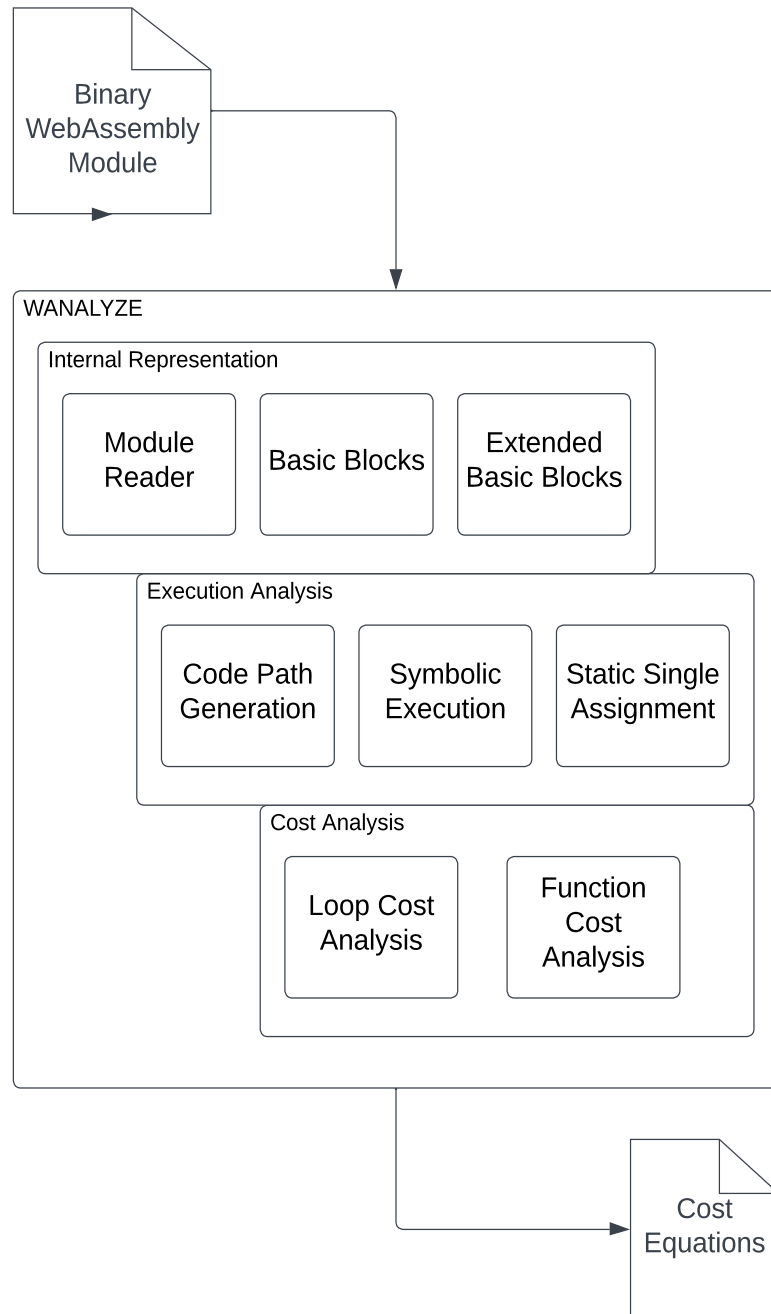 Binary
WebAssembly
Module
WANALYZE
Internal Representation
Module
Reader
Basic Blocks
Extended
Basic Blocks
Execution Analysis
Code Path
Generation
Symbolic
Execution
Static Single
Assignment
Cost Analysis
Loop Cost
Analysis
Function
Cost
Analysis
Cost
Equations